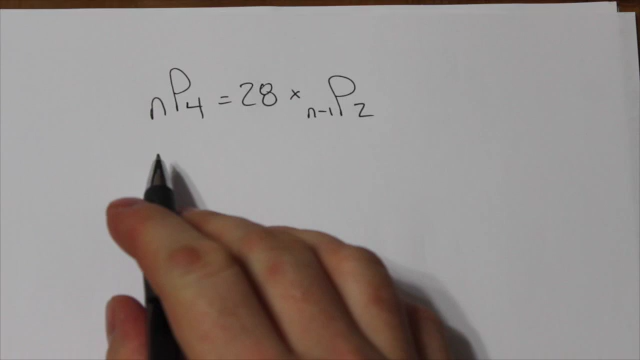 nP4 = 28 × n-1P2